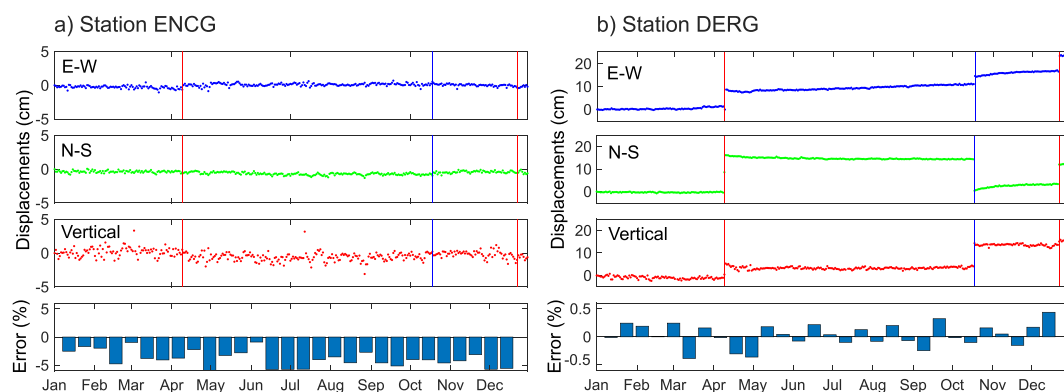 a) Station ENCG
b) Station DERG
5
E-W
0
-5
5
N-S
0
-5
5
Vertical
0
-5
Displacements (cm)
5
0
-5
Error (%)
Jan Feb Mar Apr May Jun Jul Aug Sep Oct Nov Dec
20
E-W
10
0
20
N-S
10
0
20
Vertical
10
0
Displacements (cm)
0.5
0
-0.5
Error (%)
Jan Feb Mar Apr May Jun Jul Aug Sep Oct Nov Dec